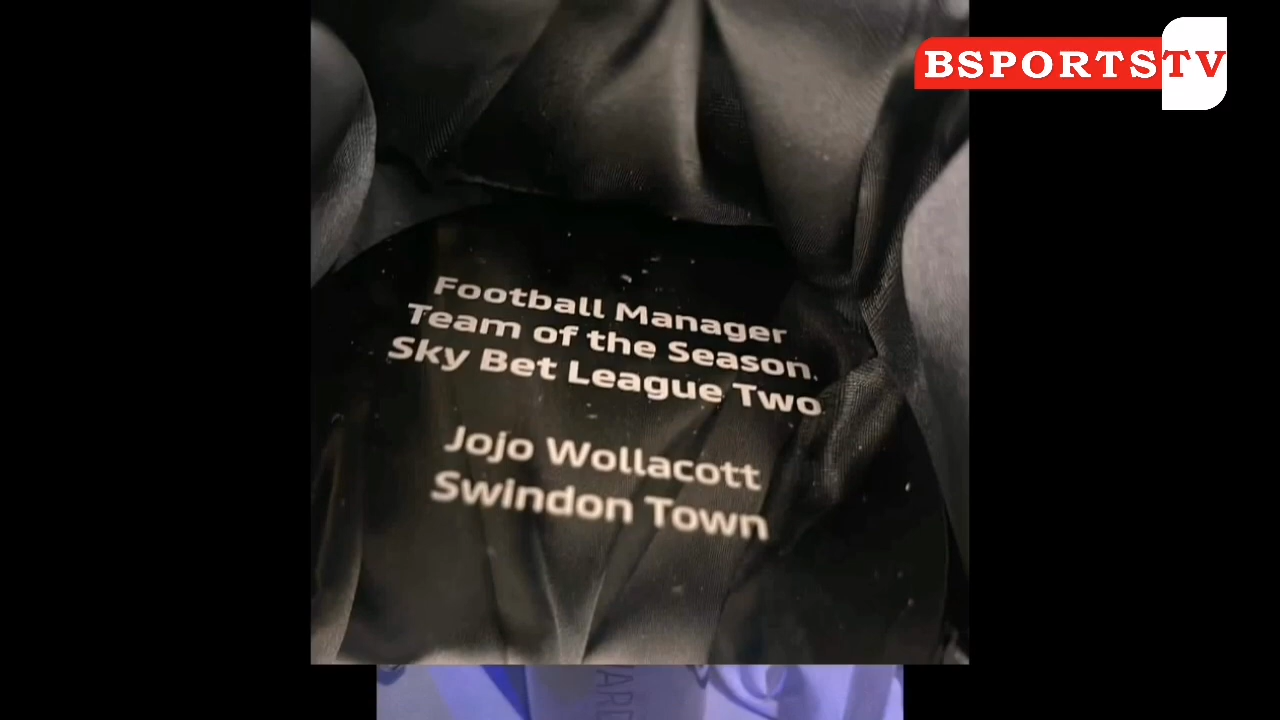 BSPORTSTV
Football Manager
Team of the Season.
Sky Bet League Two
Jojo Wollacott
Swindon Town